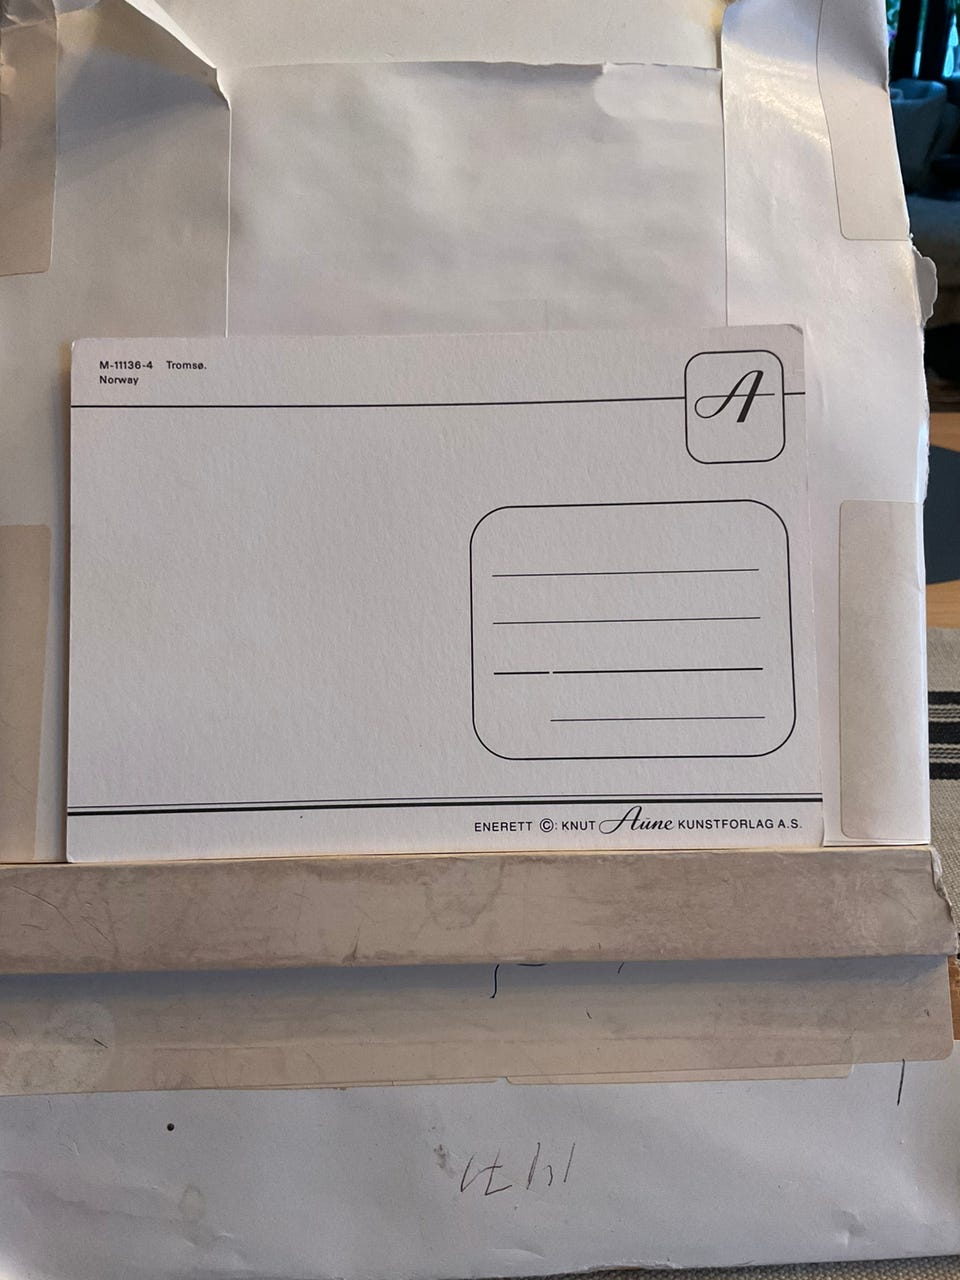 M-11136-4 Tromsø.
Norway
A
ENERETT ©: KNUT Aune KUNSTFORLAG A.S.